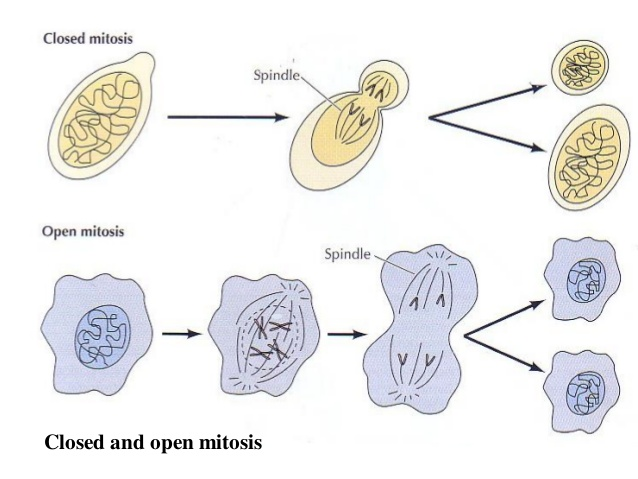 Closed mitosis
Spindle
Open mitosis
Spindle
Closed and open mitosis